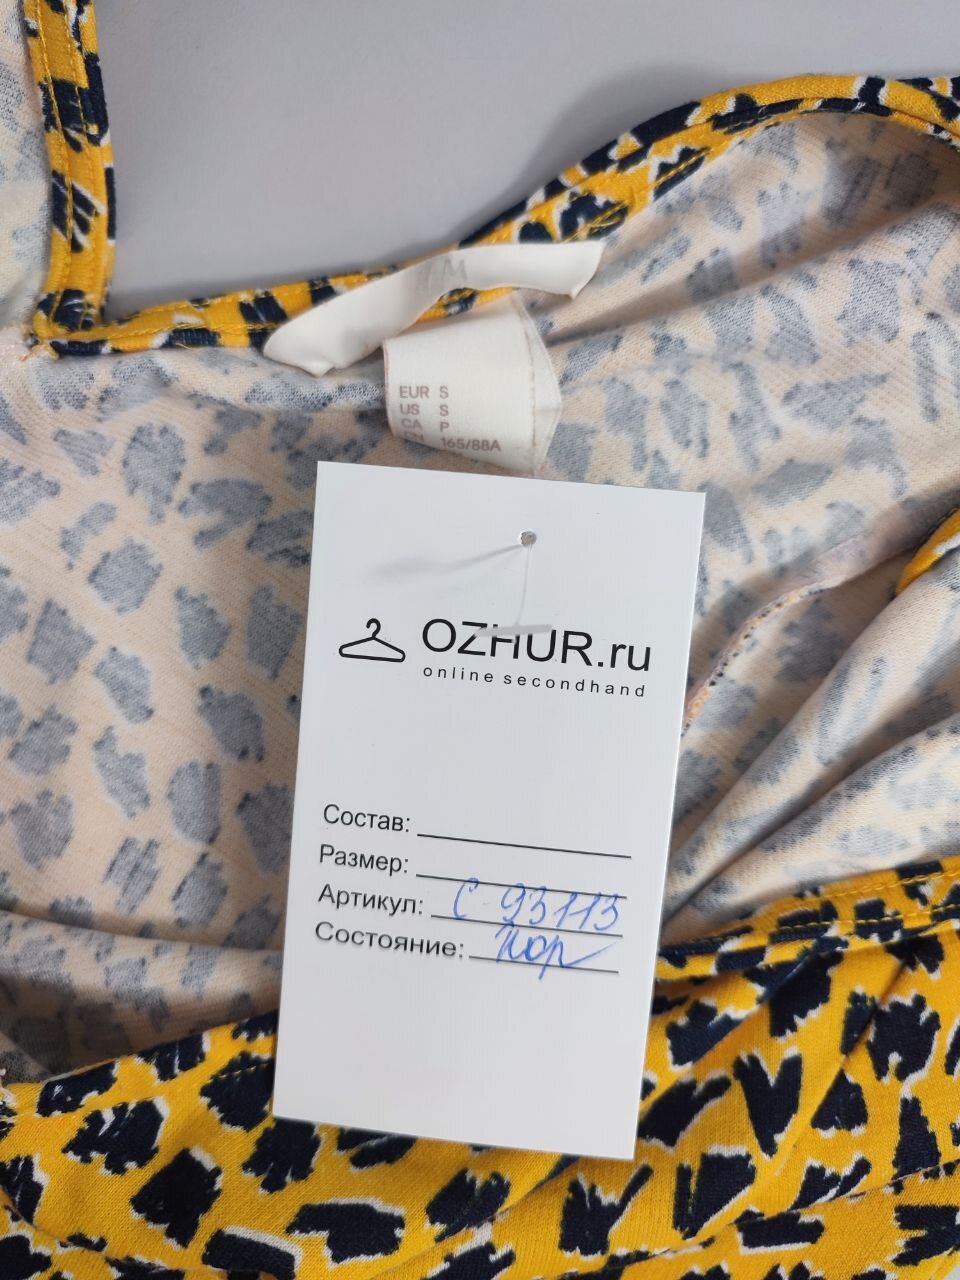 EUR S
US S
CA P
165/88A
OZHUR.ru
online secondhand
Состав:
Размер:
Артикул: С 93113
Состояние: хор